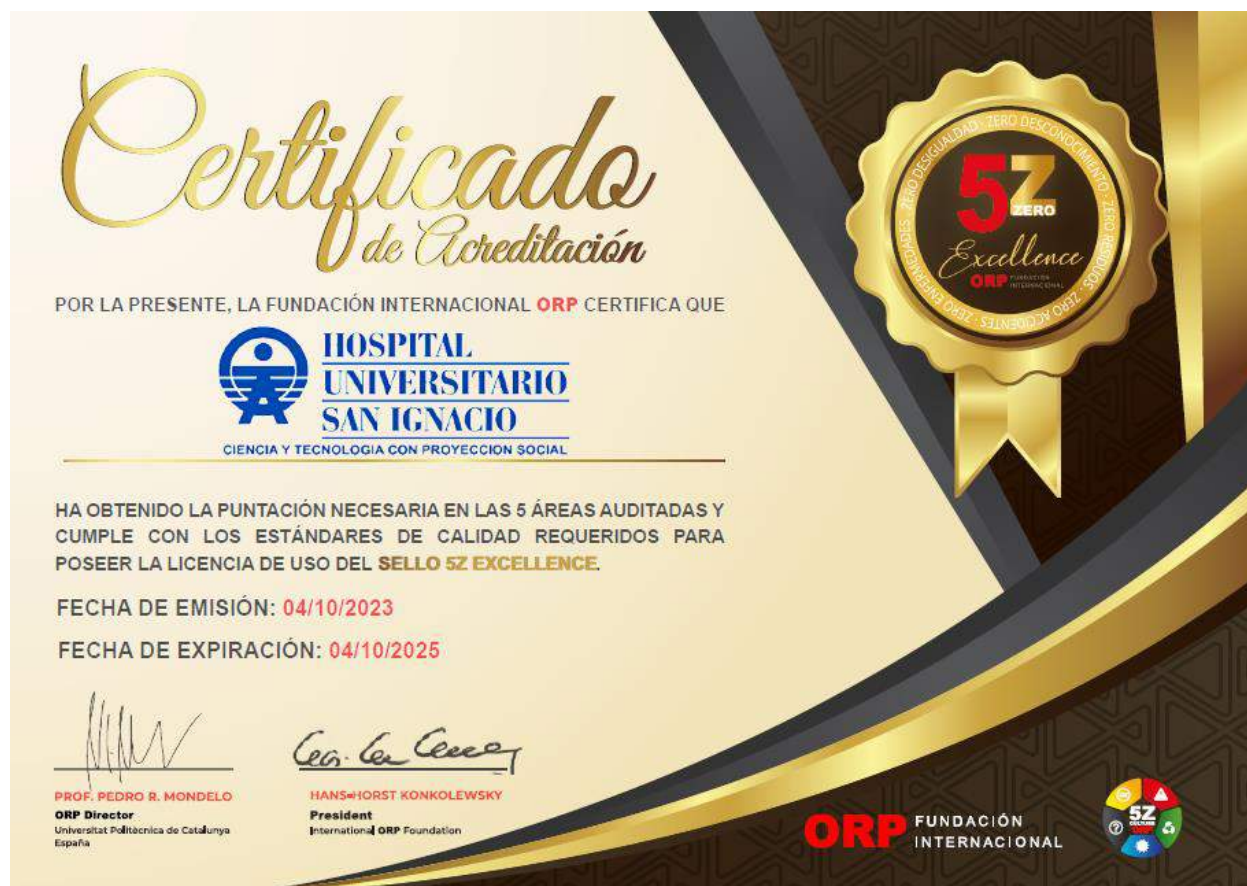 Certificado
de Acreditación
POR LA PRESENTE, LA FUNDACIÓN INTERNACIONAL ORP CERTIFICA QUE
HOSPITAL
UNIVERSITARIO
SAN IGNACIO
CIENCIA Y TECNOLOGIA CON PROYECCION SOCIAL
HA OBTENIDO LA PUNTACIÓN NECESARIA EN LAS 5 ÁREAS AUDITADAS Y
CUMPLE CON LOS ESTÁNDARES DE CALIDAD REQUERIDOS PARA
POSEER LA LICENCIA DE USO DEL SELLO 5Z EXCELLENCE.
FECHA DE EMISIÓN: 04/10/2023
FECHA DE EXPIRACIÓN: 04/10/2025
PROF. PEDRO R. MONDELO
ORP Director
Universitat Politècnica de Catalunya
España
HANS-HORST KONKOLEWSKY
President
International ORP Foundation
ZERO DESIGUALDAD · ZERO DESCONOCIMIENTO · ZERO RESIDUOS · ZERO ACCIDENTES · ZERO ENFERMEDADES ·
5Z
ZERO
Excellence
ORP FUNDACIÓN
INTERNACIONAL
ORP FUNDACIÓN
INTERNACIONAL
5Z
CULTURE
ORP